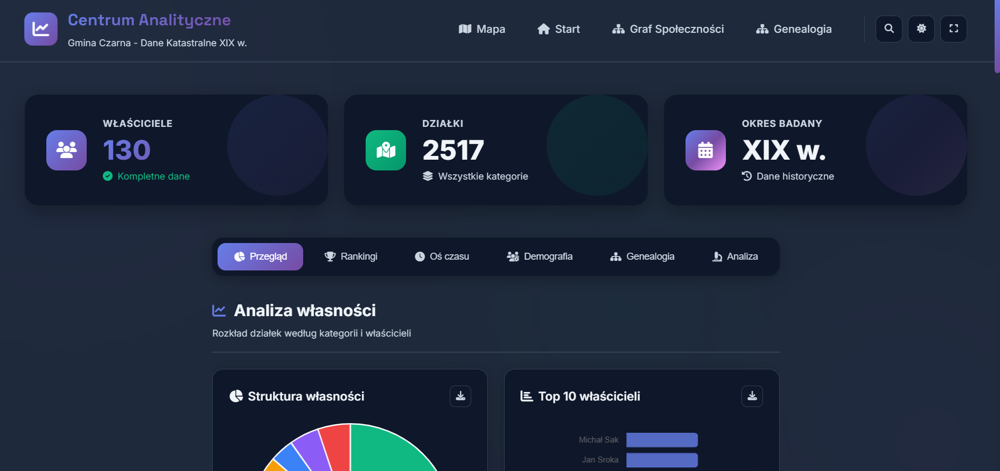 Centrum Analityczne
Gmina Czarna - Dane Katastralne XIX w.
Mapa
Start
Graf Społeczności
Genealogia
WŁAŚCICIELE
130
Kompletne dane
DZIAŁKI
2517
Wszystkie kategorie
OKRES BADANY
XIX w.
Dane historyczne
Przegląd
Rankingi
Oś czasu
Demografia
Genealogia
Analiza
Analiza własności
Rozkład działek według kategorii i właścicieli
Struktura własności
Top 10 właścicieli
Michał Sak
Jan Sroka